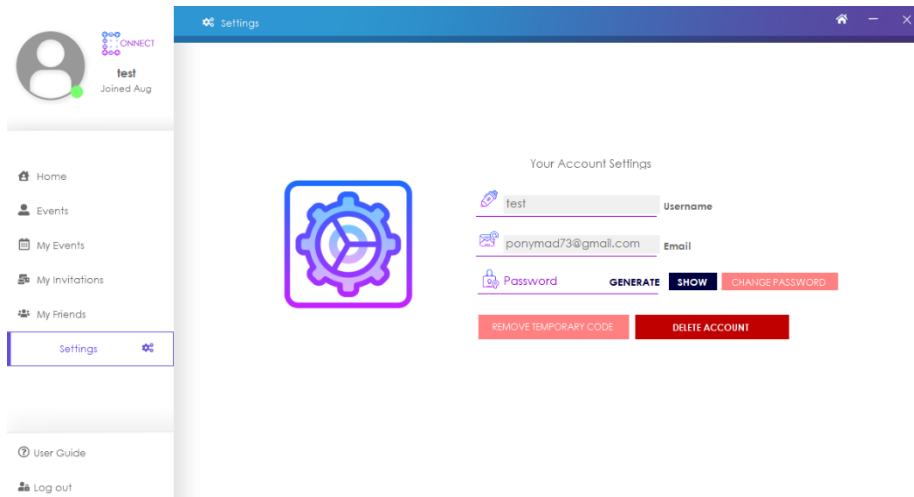 CONNECT
test
Joined Aug
Home
Events
My Events
My Invitations
My Friends
Settings
User Guide
Log out
Settings
Your Account Settings
test Username
ponymad73@gmail.com Email
Password GENERATE SHOW CHANGE PASSWORD
REMOVE TEMPORARY CODE DELETE ACCOUNT